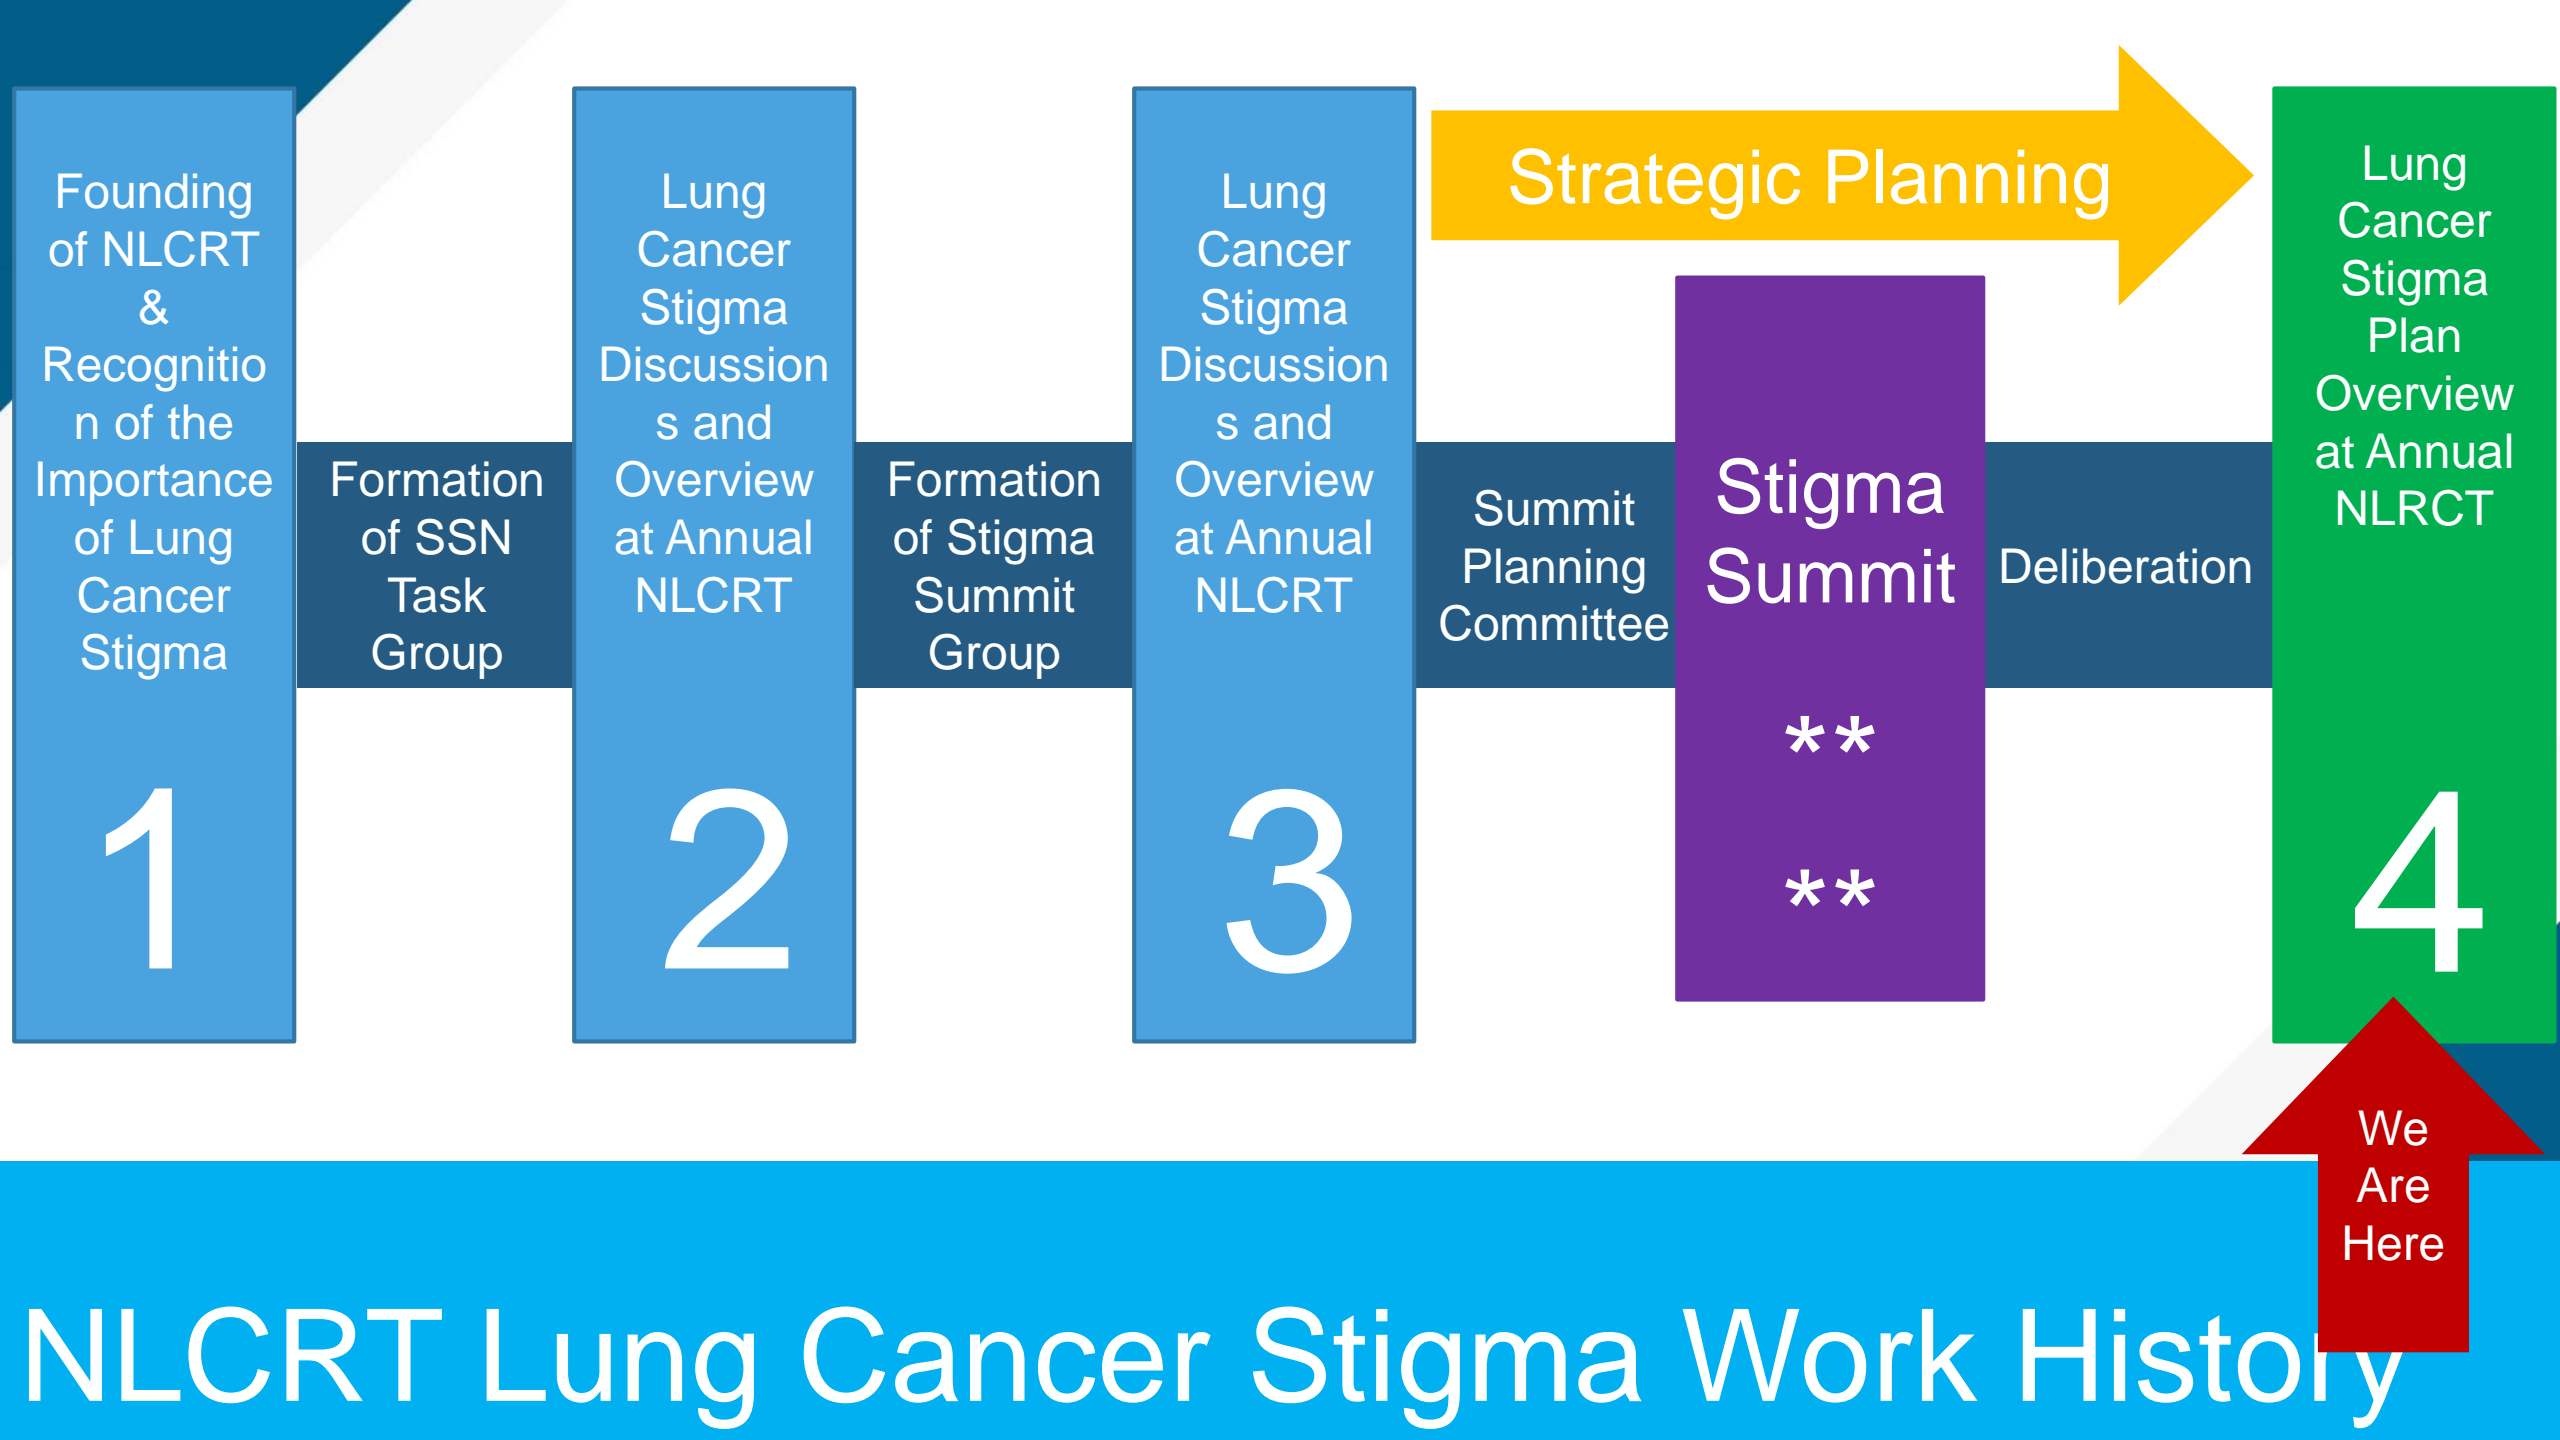 Founding
of NLCRT
&
Recognitio
n of the
Importance
of Lung
Cancer
Stigma
1
Formation
of SSN
Task
Group
Lung
Cancer
Stigma
Discussion
s and
Overview
at Annual
NLCRT
2
Formation
of Stigma
Summit
Group
Lung
Cancer
Stigma
Discussion
s and
Overview
at Annual
NLCRT
3
Strategic Planning
Summit
Planning
Committee
Stigma
Summit
**
**
Deliberation
Lung
Cancer
Stigma
Plan
Overview
at Annual
NLRCT
4
We
Are
Here
NLCRT Lung Cancer Stigma Work History